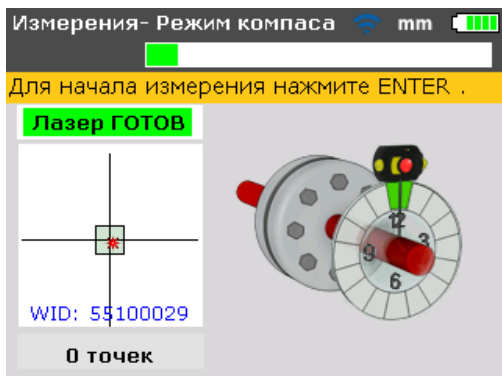 Измерения- Режим компаса mm
Для начала измерения нажмите ENTER .
Лазер ГОТОВ
12
3
9
6
WID: 55100029
0 точек